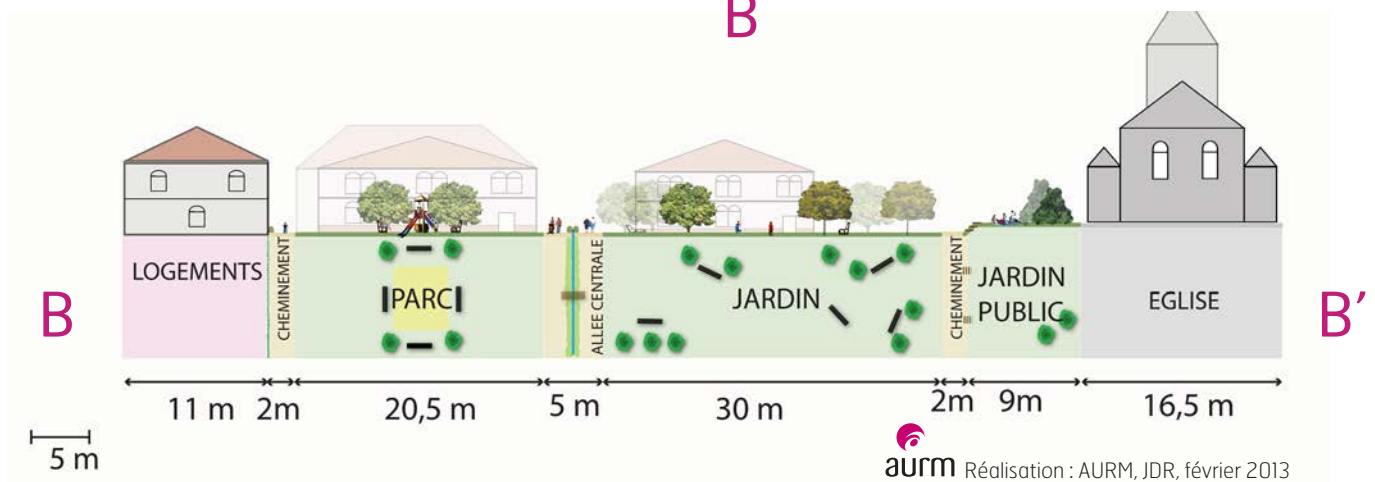 B
LOGEMENTS
CHEMINEMENT
PARC
ALLEE CENTRALE
JARDIN
CHEMINEMENT
JARDIN
PUBLIC
EGLISE
B
B'
11 m 2m 20,5 m 5 m 30 m 2m 9m 16,5 m
5 m
aurm Réalisation : AURM, JDR, février 2013